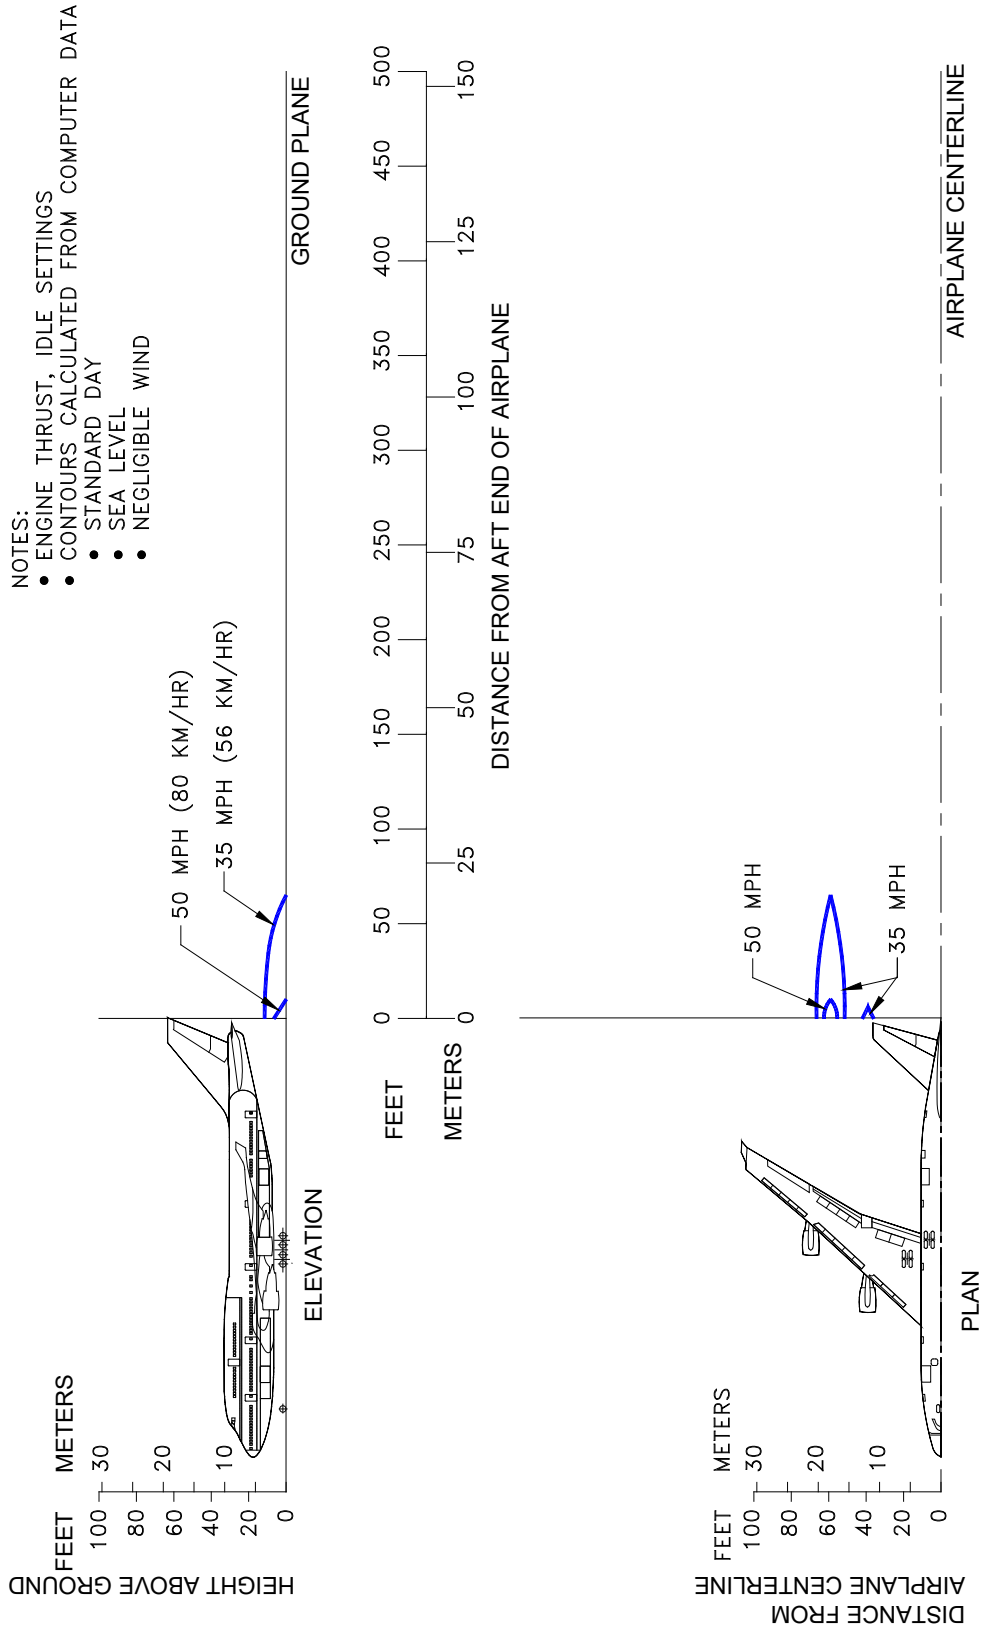 NOTES:
• ENGINE THRUST, IDLE SETTINGS
• CONTOURS CALCULATED FROM COMPUTER DATA
• STANDARD DAY
• SEA LEVEL
• NEGLIGIBLE WIND
HEIGHT ABOVE GROUND
FEET
METERS
100
80
60
40
20
0
30
20
10
50 MPH (80 KM/HR)
35 MPH (56 KM/HR)
ELEVATION
GROUND PLANE
FEET
0 50 100 150 200 250 300 350 400 450 500
METERS
0 25 50 75 100 125 150
DISTANCE FROM AFT END OF AIRPLANE
DISTANCE FROM
AIRPLANE CENTERLINE
FEET
METERS
100
80
60
40
20
0
30
20
10
50 MPH
35 MPH
AIRPLANE CENTERLINE
PLAN